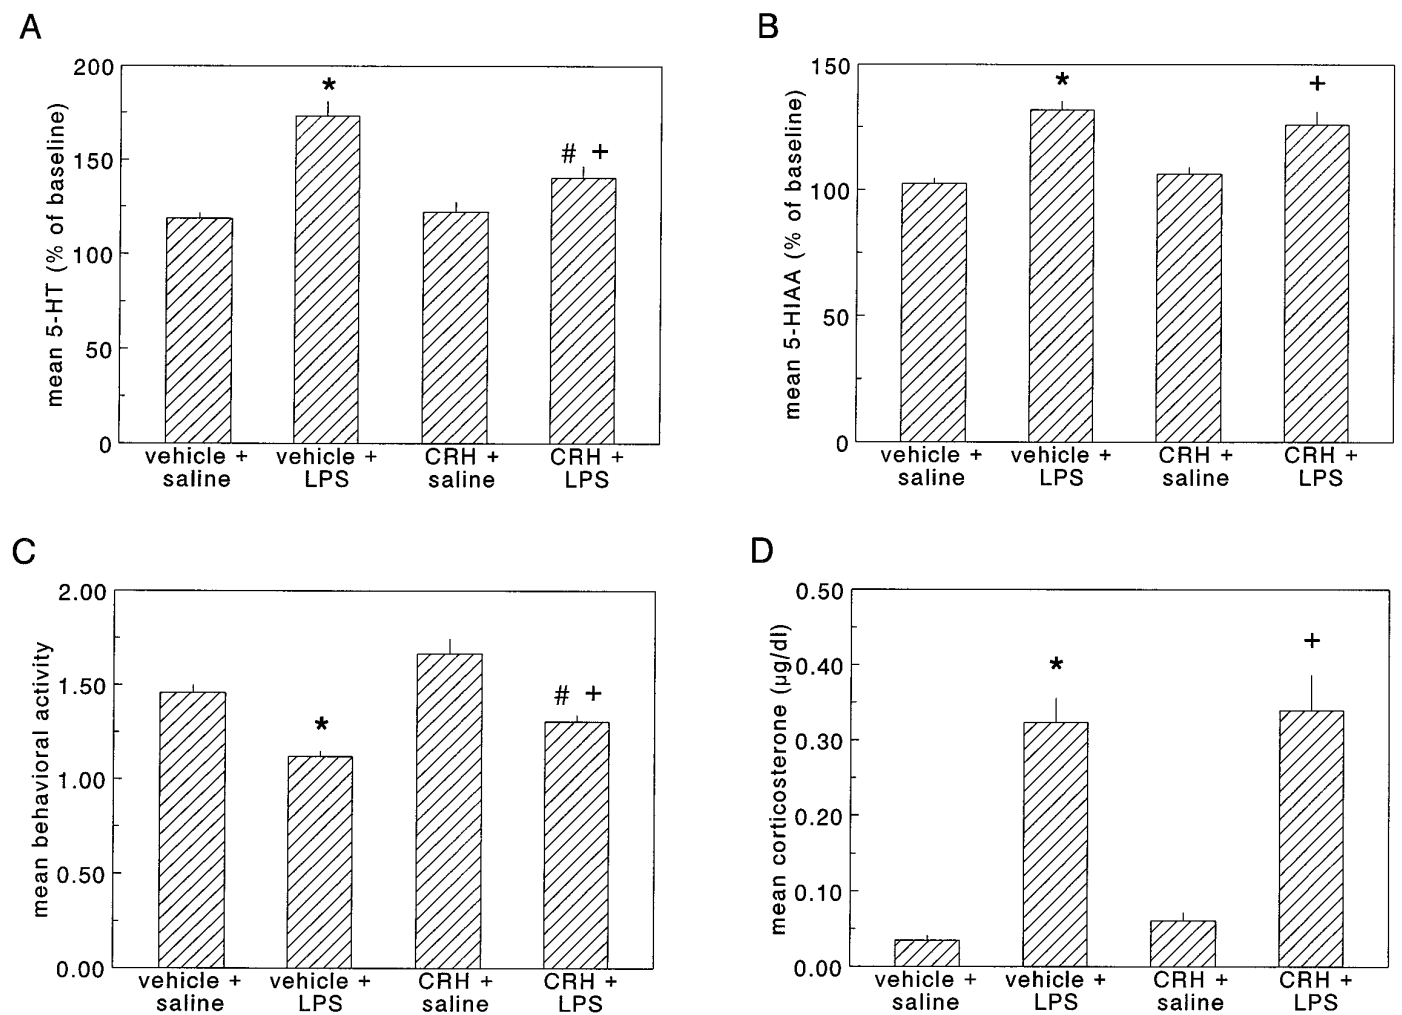 A
mean 5-HT (% of baseline)
200
150
100
50
0
*
# +
vehicle + vehicle + CRH + CRH +
saline LPS saline LPS
B
mean 5-HIAA (% of baseline)
150
100
50
0
*
+
vehicle + vehicle + CRH + CRH +
saline LPS saline LPS
C
mean behavioral activity
2.00
1.50
1.00
0.50
0.00
*
# +
vehicle + vehicle + CRH + CRH +
saline LPS saline LPS
D
mean corticosterone (µg/dl)
0.50
0.40
0.30
0.20
0.10
0.00
*
+
vehicle + vehicle + CRH + CRH +
saline LPS saline LPS